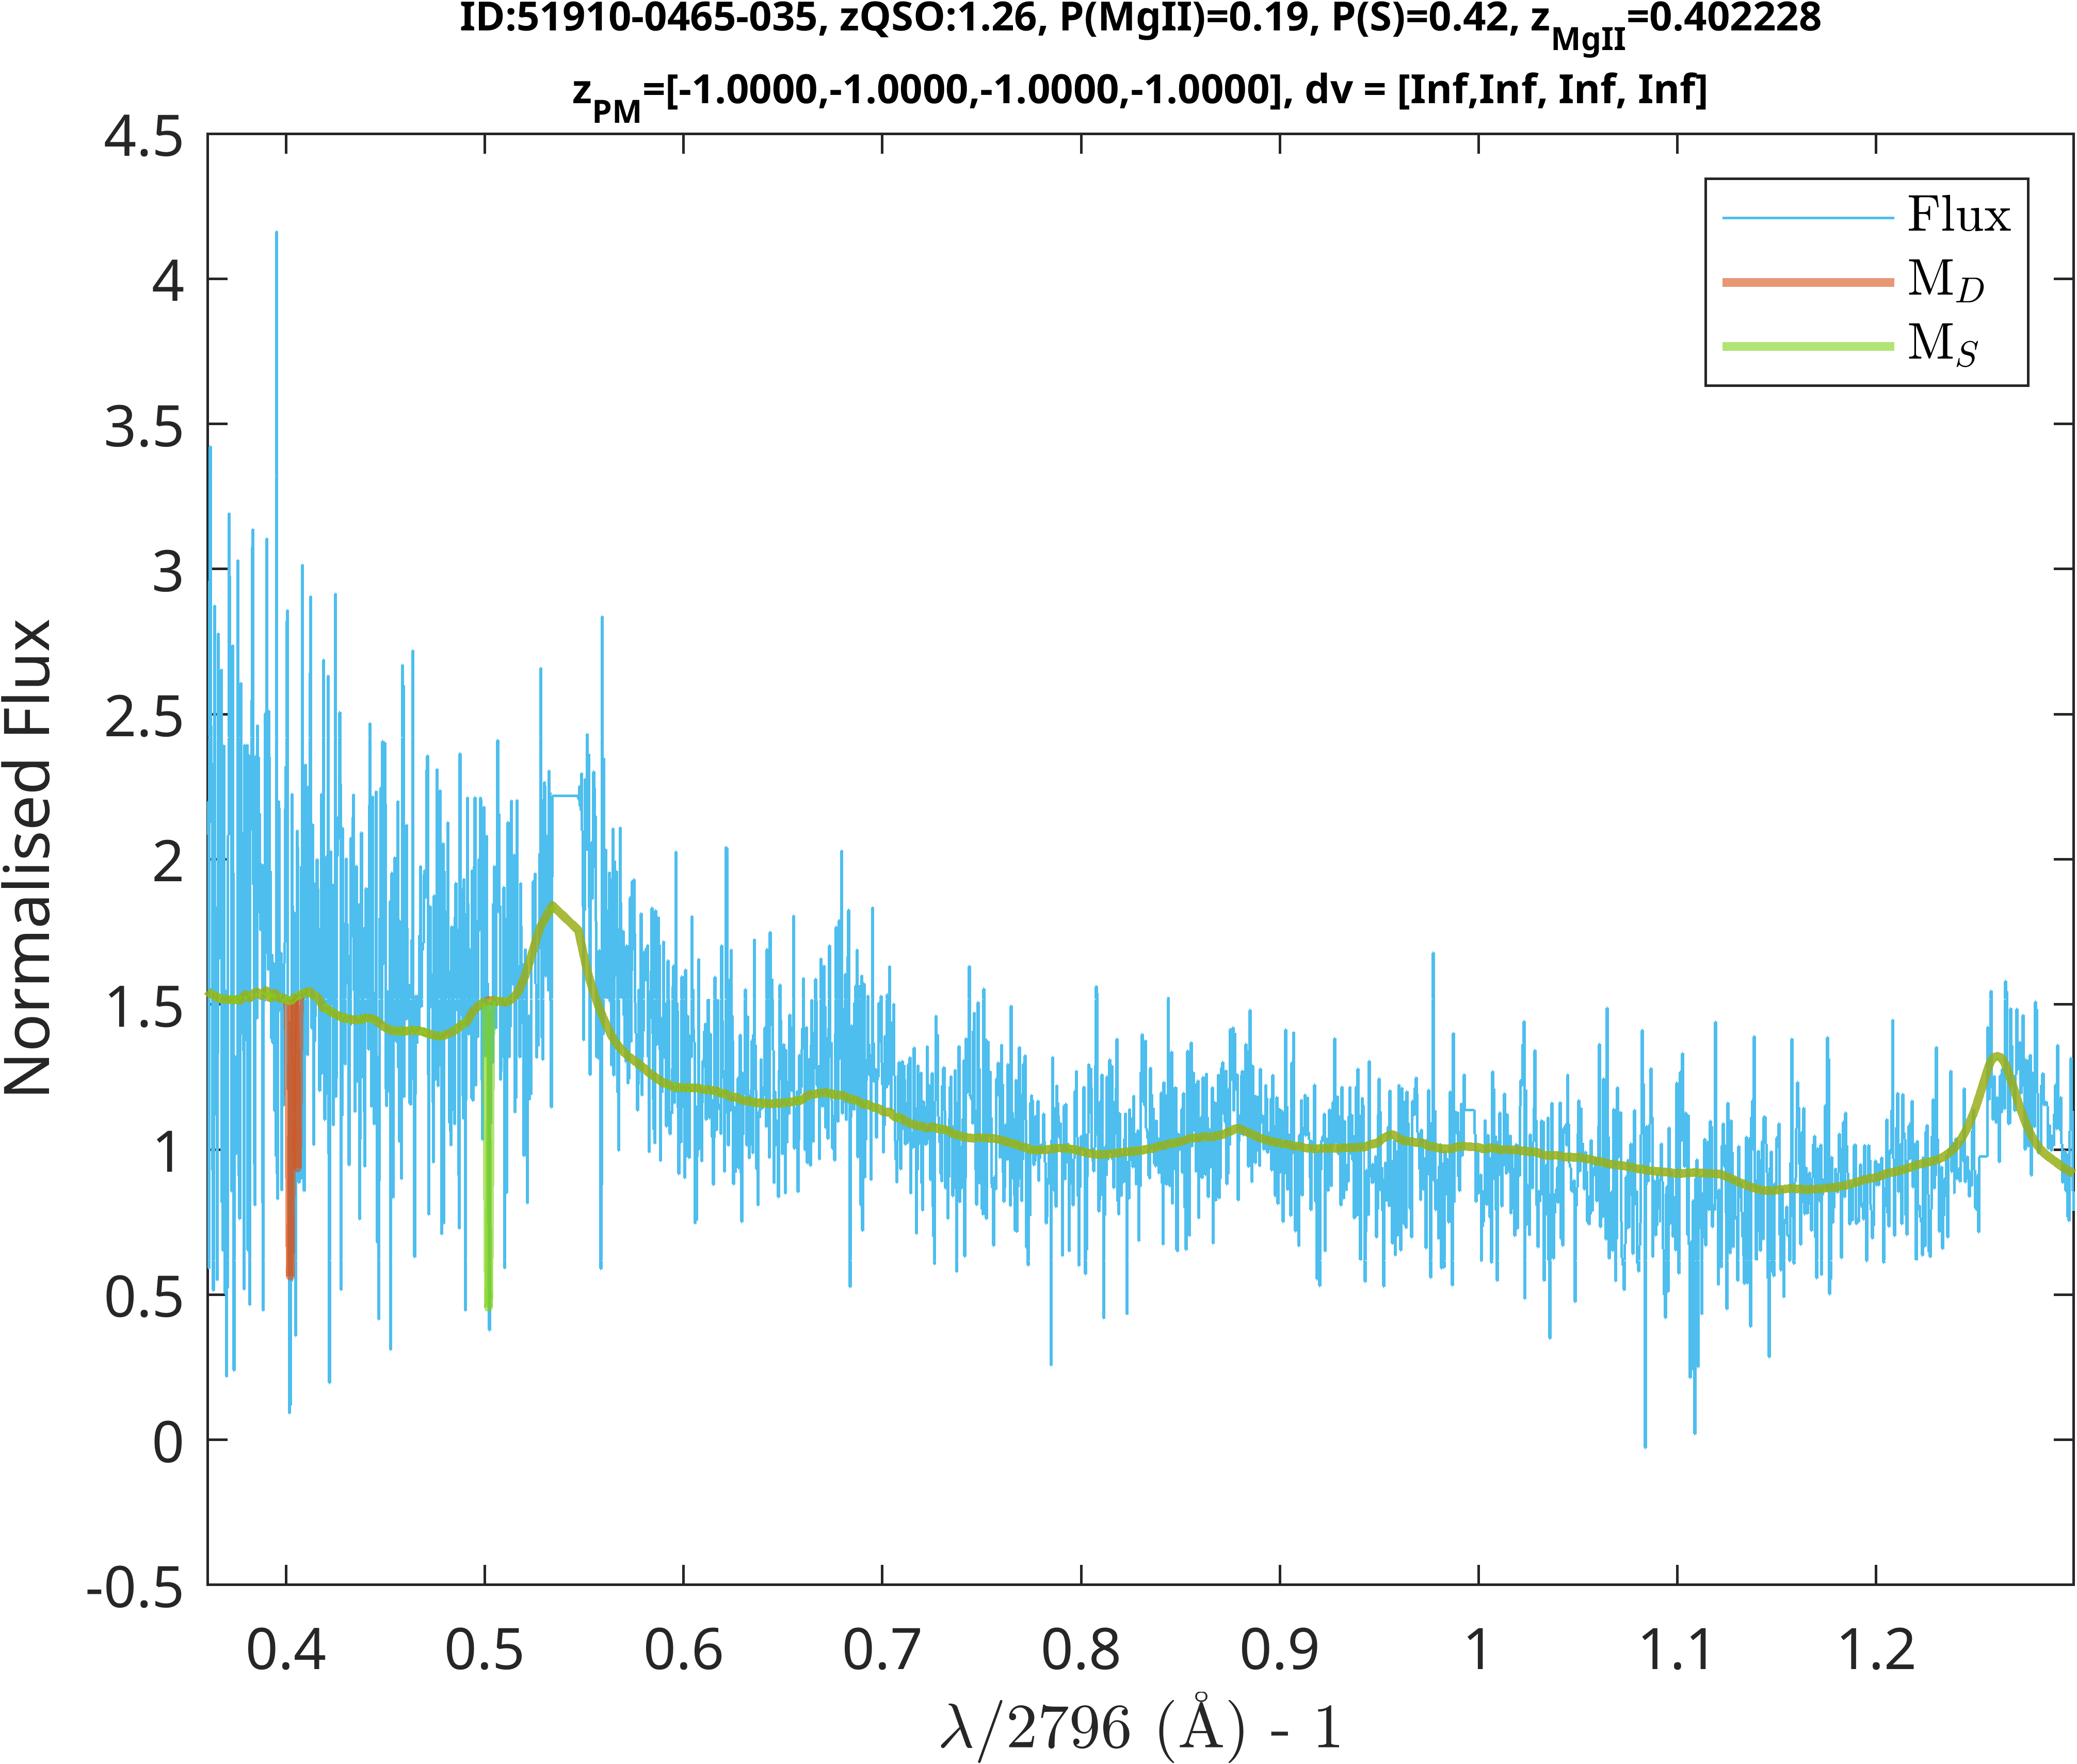 ID:51910-0465-035, zQSO:1.26, P(MgII)=0.19, P(S)=0.42, zMgII=0.402228
zPM=[-1.0000,-1.0000,-1.0000,-1.0000], dv = [Inf,Inf, Inf, Inf]
4.5
4
3.5
3
2.5
2
1.5
1
0.5
0
-0.5
Normalised Flux
Flux
MD
MS
0.4 0.5 0.6 0.7 0.8 0.9 1 1.1 1.2
λ/2796 (Å) - 1